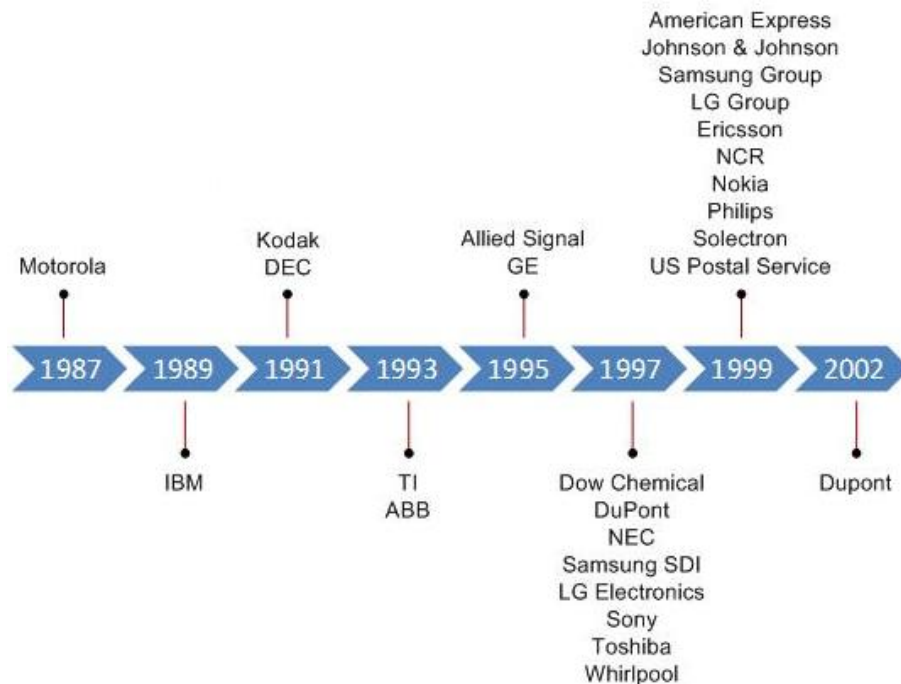 American Express
Johnson & Johnson
Samsung Group
LG Group
Ericsson
NCR
Nokia
Philips
Solectron
US Postal Service
Kodak
DEC
Allied Signal
GE
Motorola
1987
1989
1991
1993
1995
1997
1999
2002
IBM
TI
ABB
Dow Chemical
DuPont
NEC
Samsung SDI
LG Electronics
Sony
Toshiba
Whirlpool
Dupont